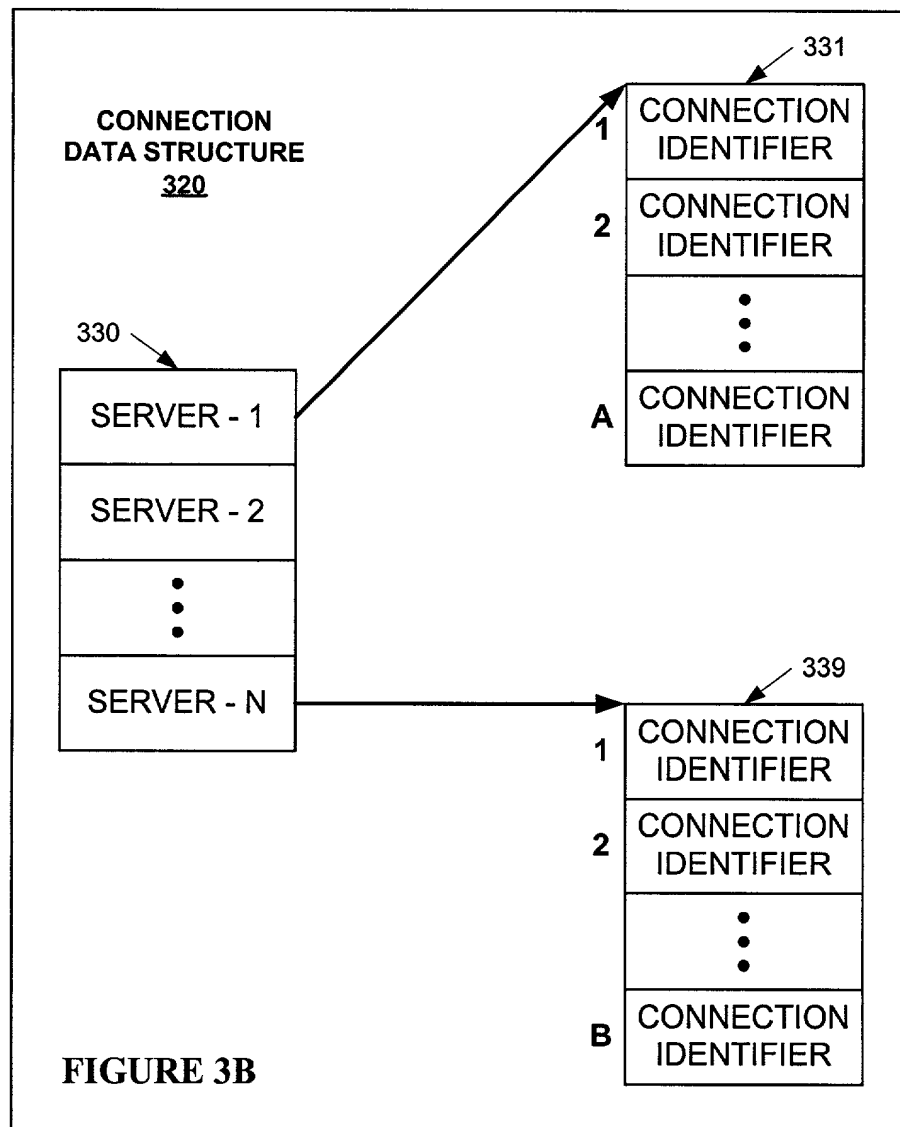 CONNECTION
DATA STRUCTURE
320
330
SERVER - 1
SERVER - 2
SERVER - N
331
1
CONNECTION
IDENTIFIER
2
CONNECTION
IDENTIFIER
A
CONNECTION
IDENTIFIER
339
1
CONNECTION
IDENTIFIER
2
CONNECTION
IDENTIFIER
B
CONNECTION
IDENTIFIER
FIGURE 3B